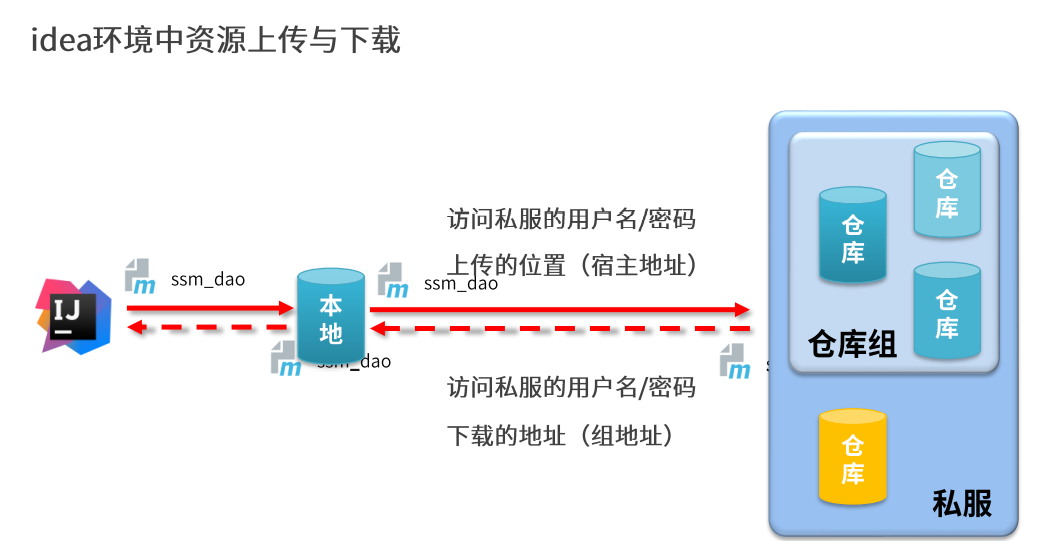 idea环境中资源上传与下载
仓库
仓库
访问私服的用户名/密码
上传的位置（宿主地址）
m
ssm_dao
m
ssm_dao
IJ
本地
仓库
仓库组
m
ssm_dao
m
s
访问私服的用户名/密码
下载的地址（组地址）
仓库
私服